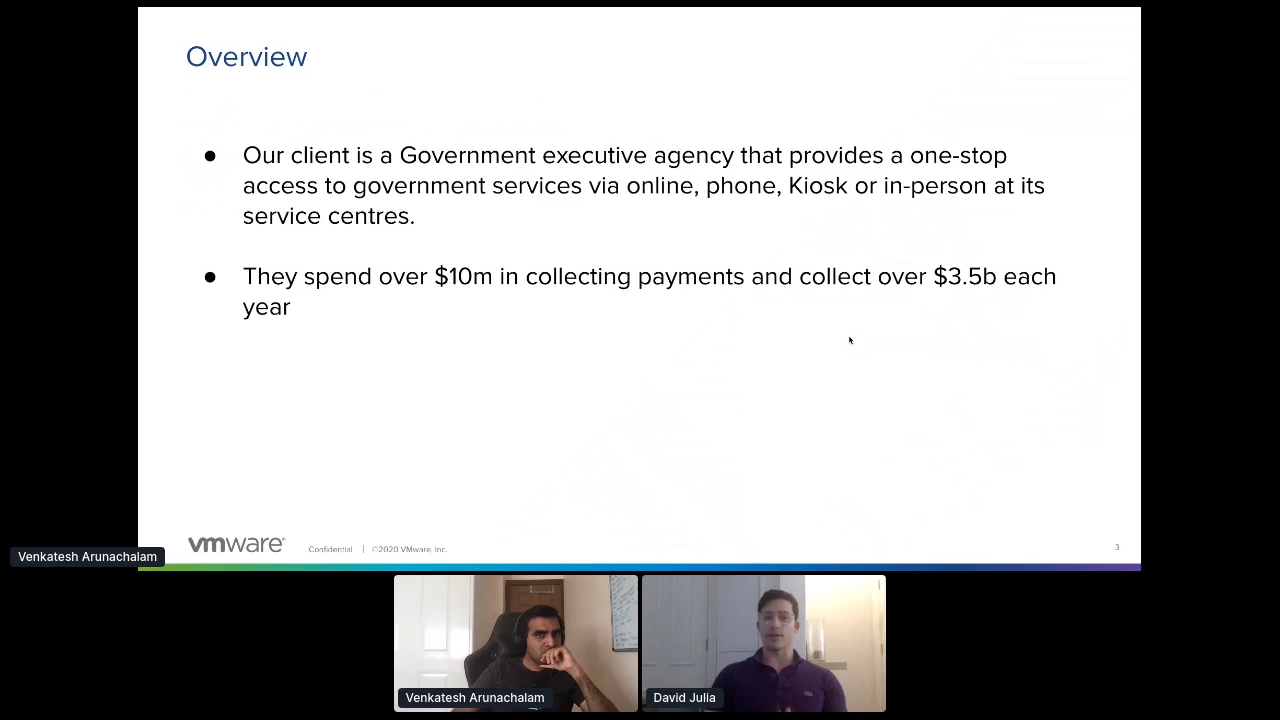 Overview
● Our client is a Government executive agency that provides a one-stop
access to government services via online, phone, Kiosk or in-person at its
service centres.
● They spend over $10m in collecting payments and collect over $3.5b each
year
vmware® Confidential | ©2020 VMware, Inc. 3
Venkatesh Arunachalam
Venkatesh Arunachalam
David Julia